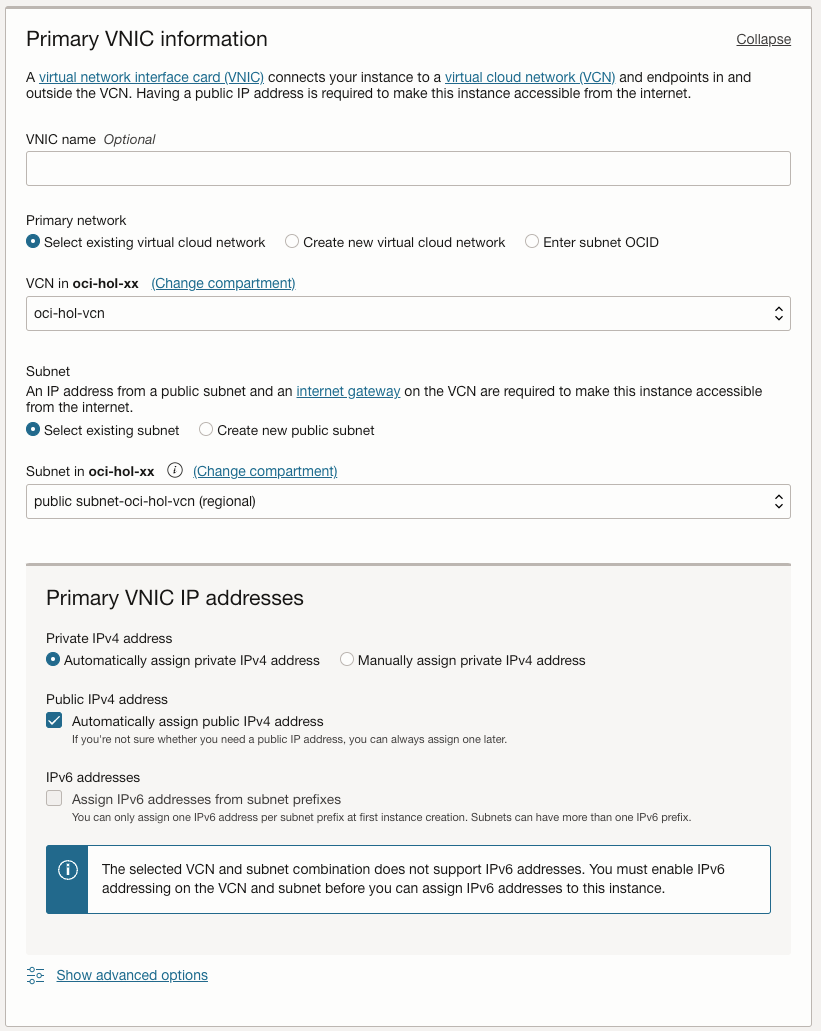 Primary VNIC information
Collapse
A virtual network interface card (VNIC) connects your instance to a virtual cloud network (VCN) and endpoints in and
outside the VCN. Having a public IP address is required to make this instance accessible from the internet.
VNIC name Optional
Primary network
Select existing virtual cloud network Create new virtual cloud network Enter subnet OCID
VCN in oci-hol-xx (Change compartment)
oci-hol-vcn
Subnet
An IP address from a public subnet and an internet gateway on the VCN are required to make this instance accessible
from the internet.
Select existing subnet Create new public subnet
Subnet in oci-hol-xx i (Change compartment)
public subnet-oci-hol-vcn (regional)
Primary VNIC IP addresses
Private IPv4 address
Automatically assign private IPv4 address Manually assign private IPv4 address
Public IPv4 address
Automatically assign public IPv4 address
If you're not sure whether you need a public IP address, you can always assign one later.
IPv6 addresses
Assign IPv6 addresses from subnet prefixes
You can only assign one IPv6 address per subnet prefix at first instance creation. Subnets can have more than one IPv6 prefix.
The selected VCN and subnet combination does not support IPv6 addresses. You must enable IPv6
addressing on the VCN and subnet before you can assign IPv6 addresses to this instance.
Show advanced options